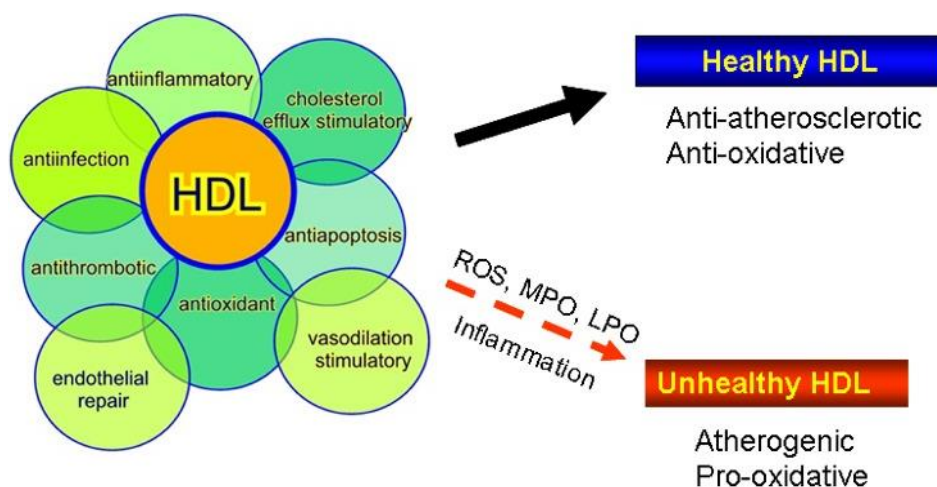 antiinflammatory
cholesterol
efflux stimulatory
antiinfection
HDL
antiapoptosis
antithrombotic
antioxidant
vasodilation
stimulatory
endothelial
repair
Healthy HDL
Anti-atherosclerotic
Anti-oxidative
ROS, MPO, LPO
Inflammation
Unhealthy HDL
Atherogenic
Pro-oxidative